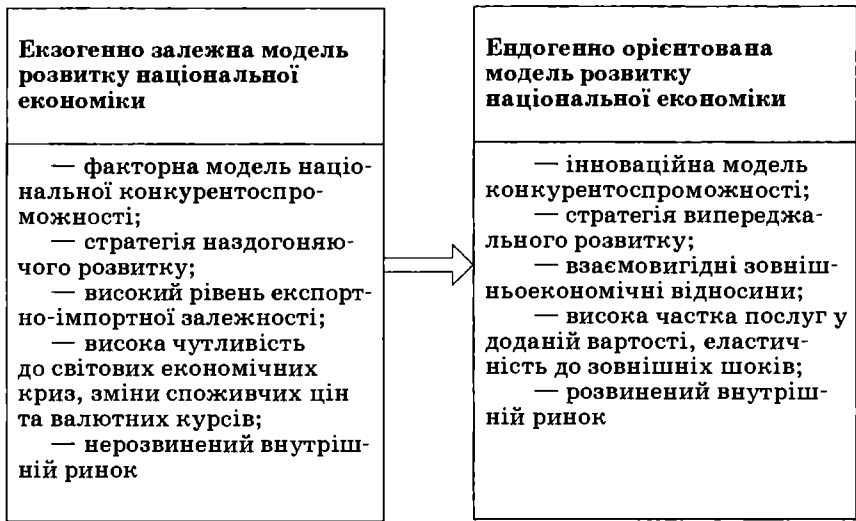 Екзогенно залежна модель
розвитку національної
економіки
— факторна модель націо-
нальної конкурентоспро-
можності;
— стратегія наздогоняю-
чого розвитку;
— високий рівень експорт-
но-імпортної залежності;
— висока чутливість
до світових економічних
криз, зміни споживчих цін
та валютних курсів;
— нерозвинений внутріш-
ній ринок
Ендогенно орієнтована
модель розвитку
національної економіки
— інноваційна модель
конкурентоспроможності;
— стратегія випереджа-
льного розвитку;
— взаємовигідні зовніш-
ньоекономічні відносини;
— висока частка послуг у
доданій вартості, еластич-
ність до зовнішніх шоків;
— розвинений внутріш-
ній ринок